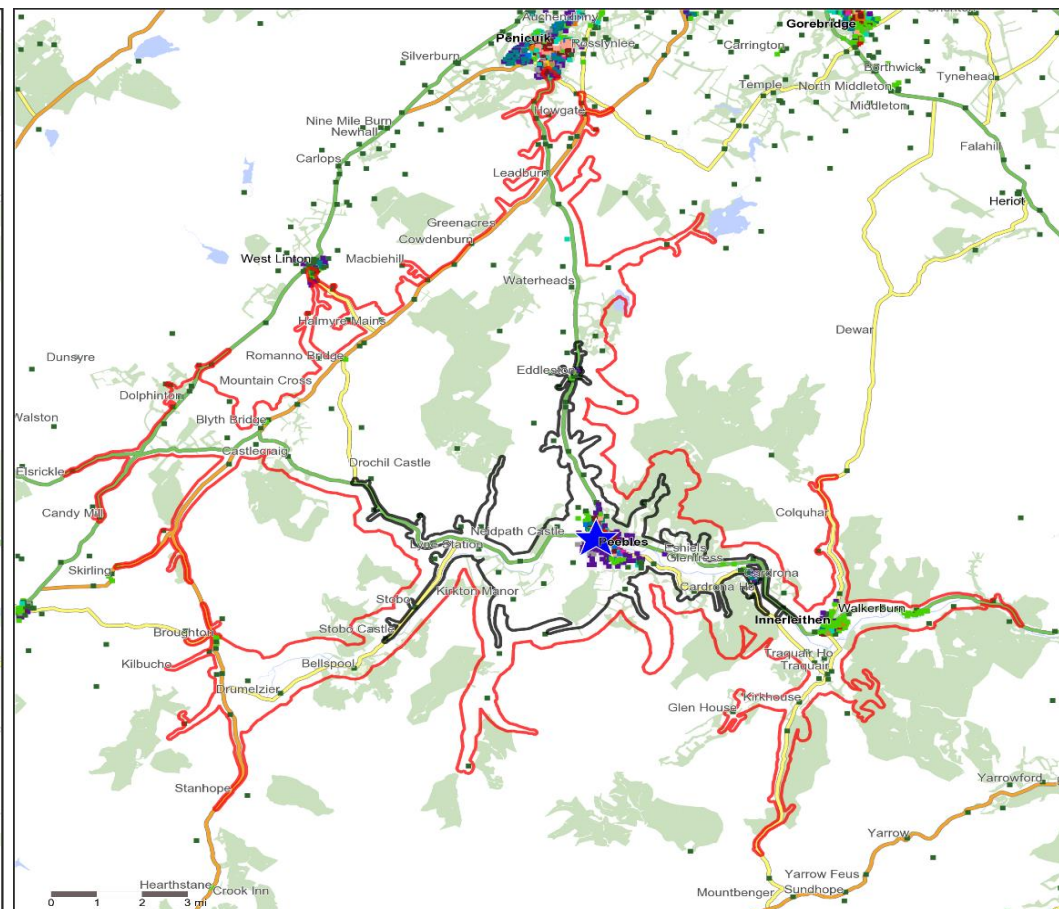 Auchendinny
Gorebridge
Penicuik
Rosslynlee
Carrington
Silverburn
Borthwick
Tynehead
Temple
North Middleton
Middleton
Howgate
Nine Mile Burn
Newhall
Falahill
Carlops
Leadburn
Heriot
Greenacres
Cowdenburn
West Linton
Macbiehill
Waterheads
Halmyre Mains
Dewar
Dunsyre
Romanno Bridge
Eddleston
Mountain Cross
Dolphinton
Walston
Blyth Bridge
Castlecraig
Drochil Castle
Elsrickle
Candy Mill
Colquhar
Neidpath Castle
Peebles
Lyne Station
Eshiels
Glentress
Cardrona
Skirling
Stobo
Kirkton Manor
Cardrona Ho
Walkerburn
Innerleithen
Stobo Castle
Broughton
Traquair Ho
Kilbucho
Bellspool
Traquair
Drumelzier
Kirkhouse
Glen House
Yarrowford
Stanhope
Yarrow
Yarrow Feus
Hearthstane
Crook Inn
Mountbenger
Sundhope
0 1 2 3 mi